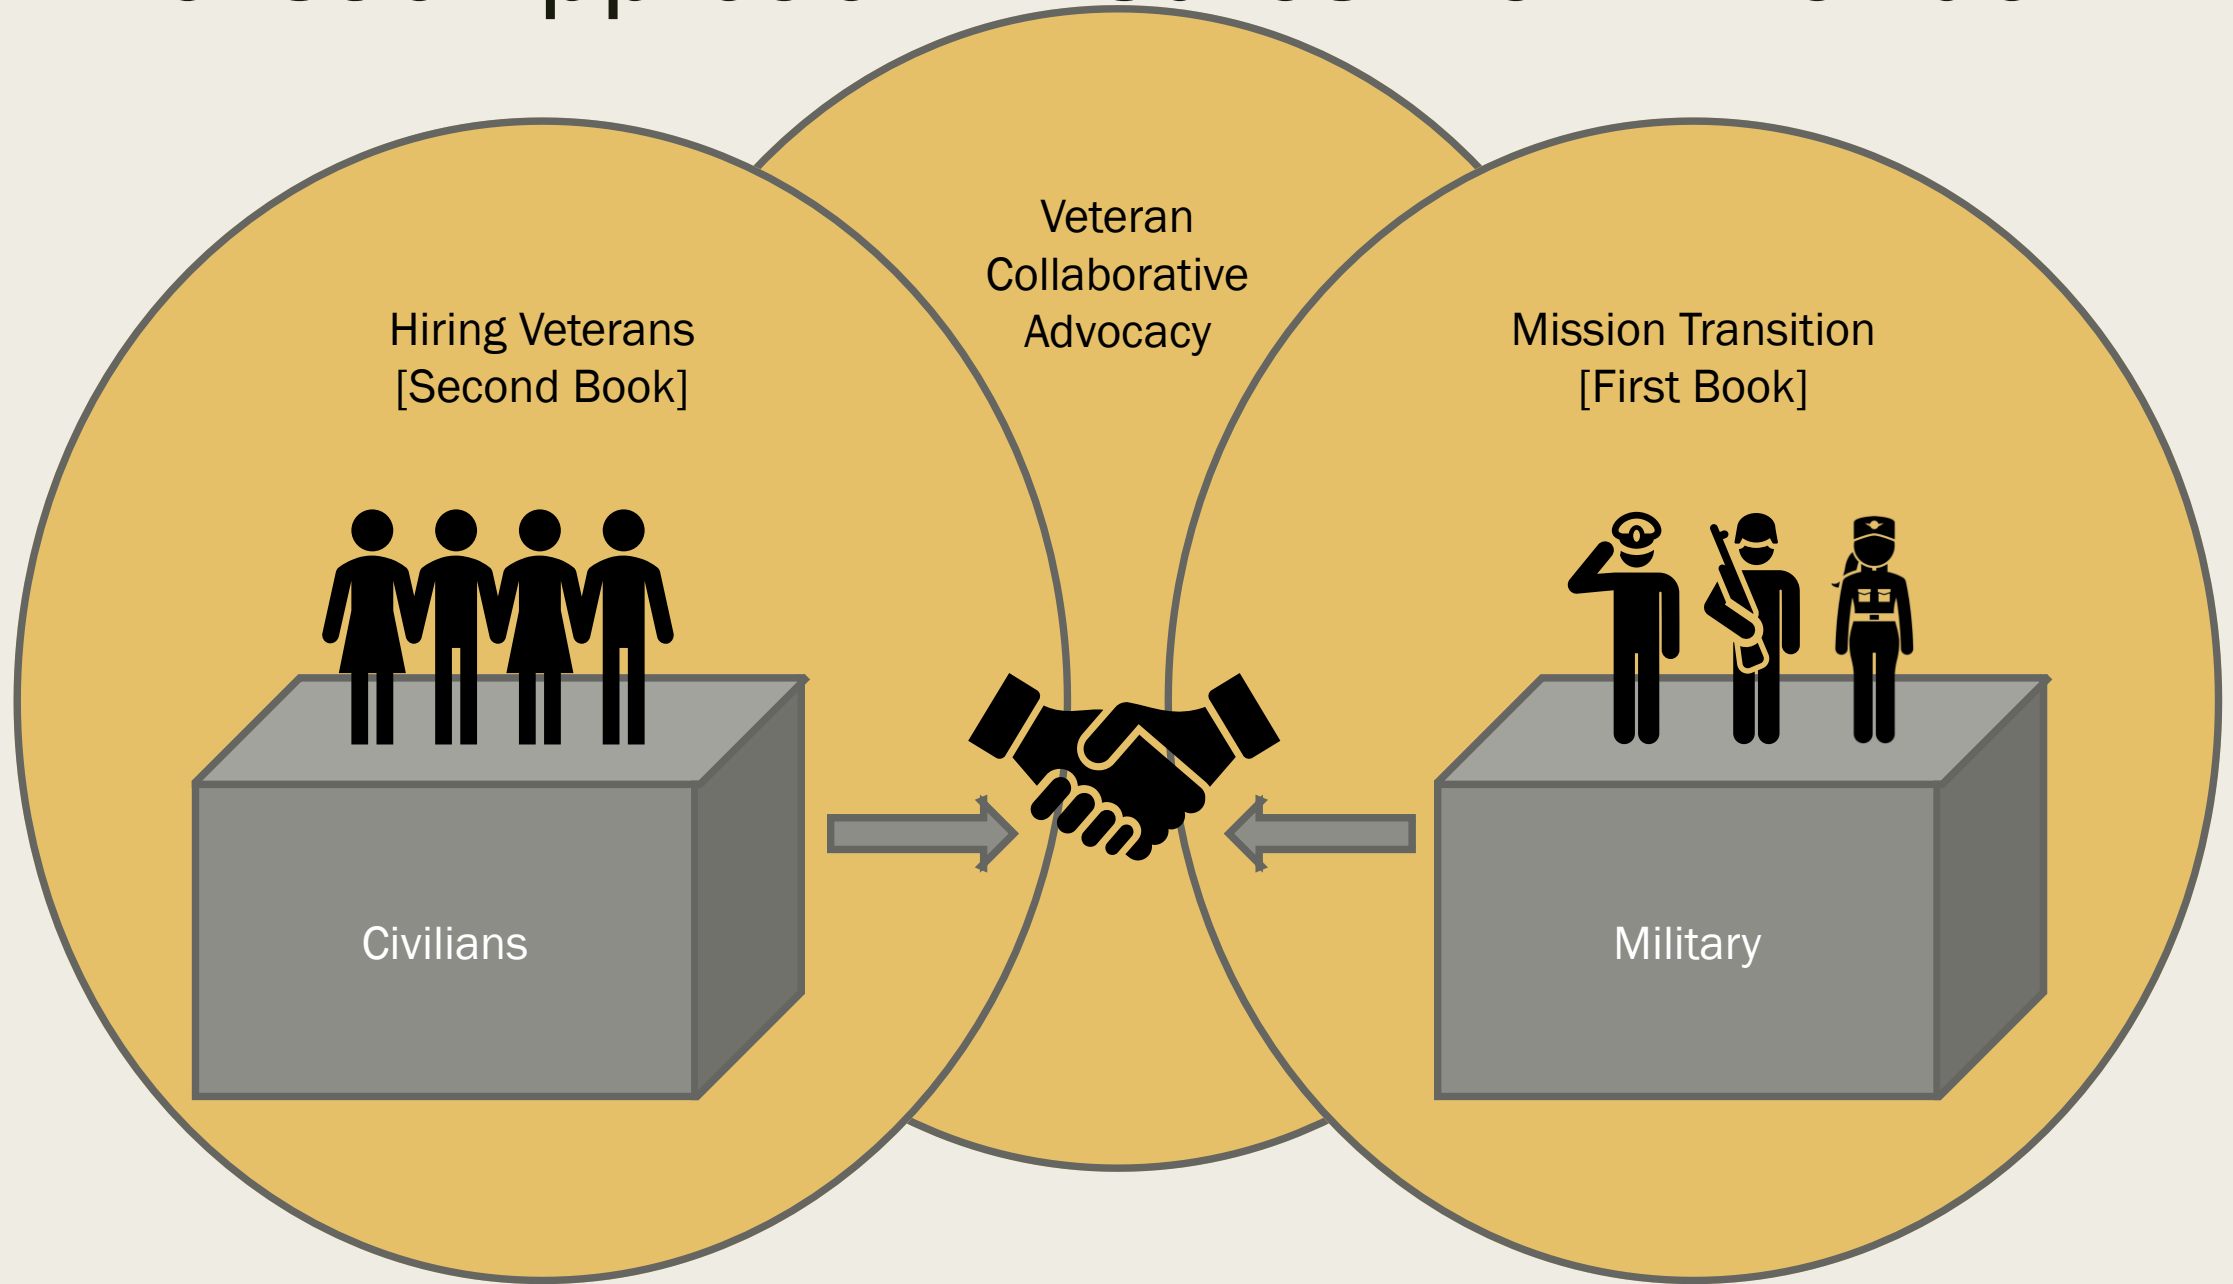 Hiring Veterans
[Second Book]
Veteran
Collaborative
Advocacy
Mission Transition
[First Book]
Civilians
Military